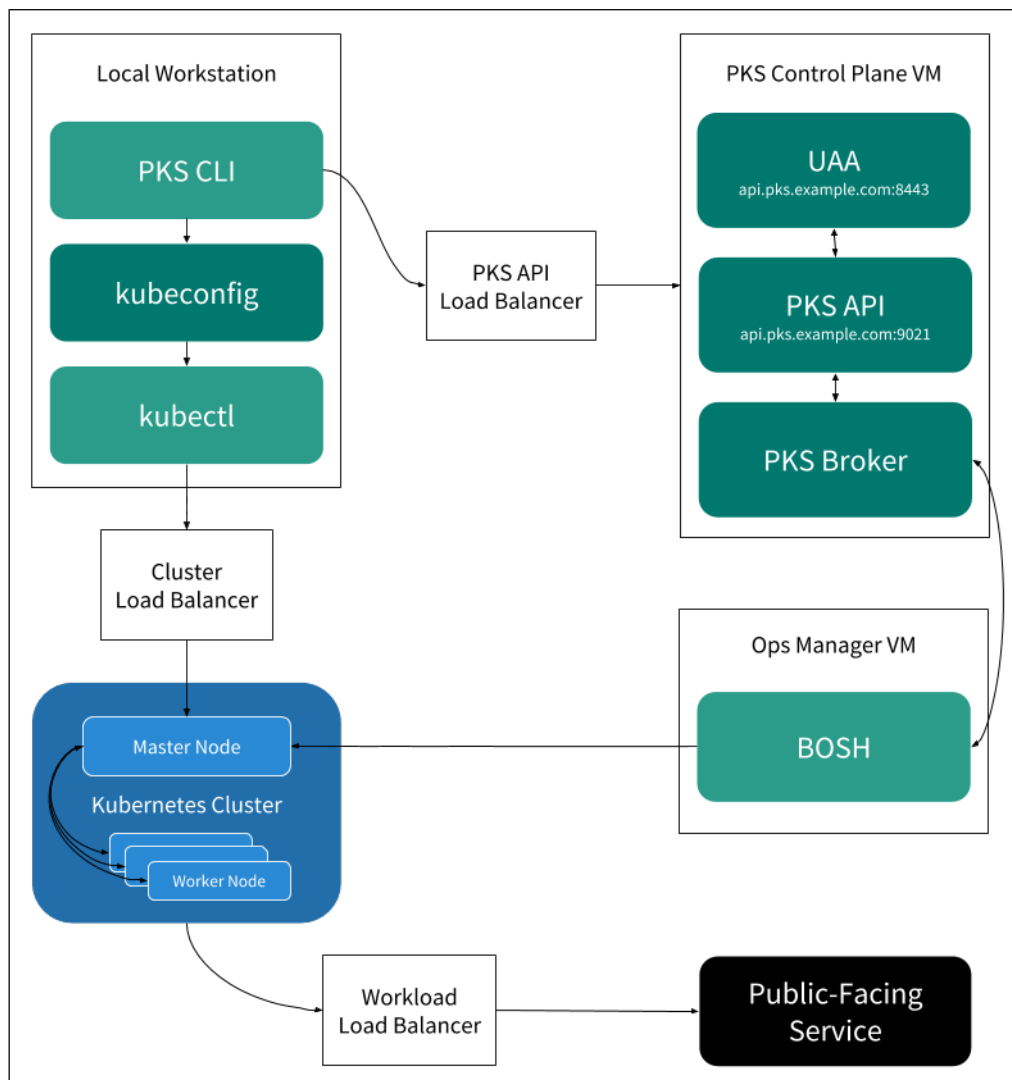 Local Workstation
PKS CLI
kubeconfig
kubectl
PKS API
Load Balancer
PKS Control Plane VM
UAA
api.pks.example.com:8443
PKS API
api.pks.example.com:9021
PKS Broker
Cluster
Load Balancer
Ops Manager VM
BOSH
Master Node
Kubernetes Cluster
Worker Node
Workload
Load Balancer
Public-Facing
Service